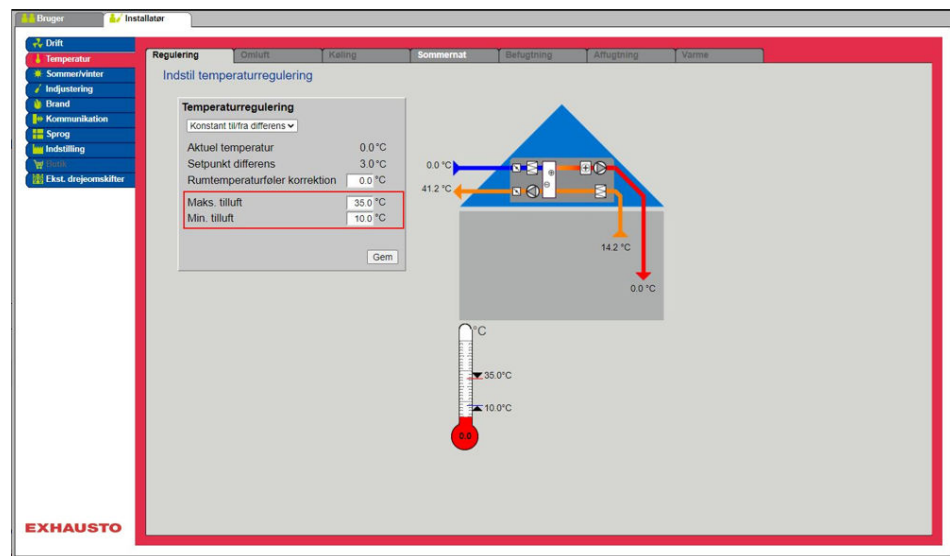 Bruger
Installatør
Drift
Temperatur
Sommer/vinter
Indjustering
Brand
Kommunikation
Sprog
Indstilling
Butik
Ekst. drejeomskifter
Regulering
Omluft
Køling
Sommernat
Befugtning
Affugtning
Varme
Indstil temperaturregulering
Temperaturregulering
Konstant til/fra differens
Aktuel temperatur 0.0 °C
Setpunkt differens 3.0 °C
Rumtemperaturføler korrektion 0.0 °C
Maks. tilluft 35.0 °C
Min. tilluft 10.0 °C
Gem
0.0 °C
41.2 °C
14.2 °C
0.0 °C
°C
35.0°C
10.0°C
0.0
EXHAUSTO